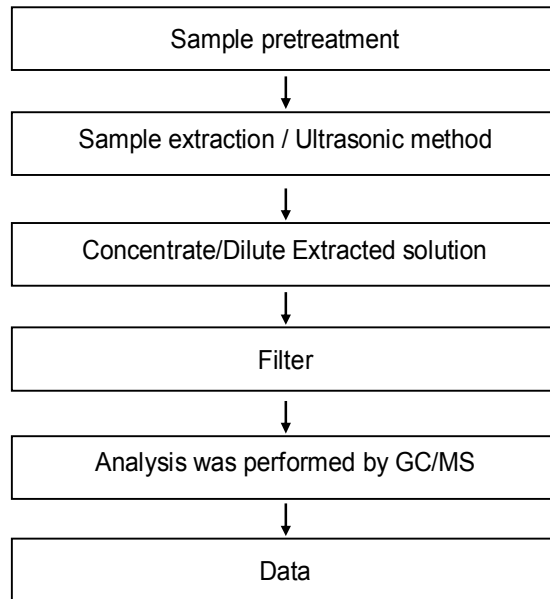 Sample pretreatment
Sample extraction / Ultrasonic method
Concentrate/Dilute Extracted solution
Filter
Analysis was performed by GC/MS
Data